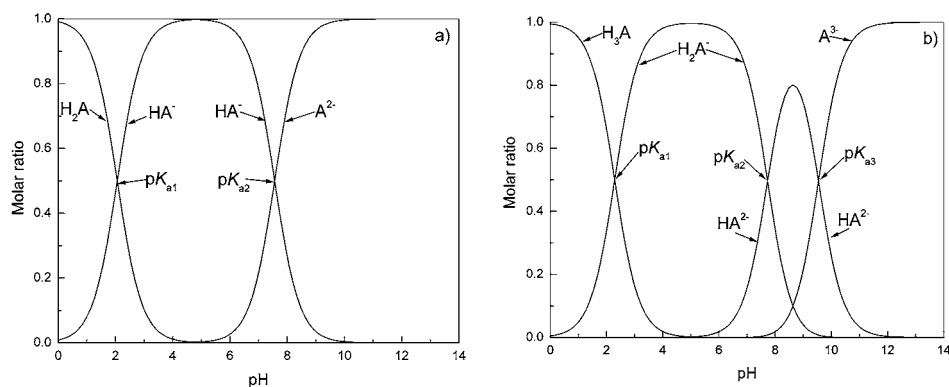 a)
Molar ratio
1.0
0.8
0.6
0.4
0.2
0.0
H₂A
HA⁻
HA⁻
A²⁻
pKₐ₁
pKₐ₂
0 2 4 6 8 10 12 14
pH
b)
Molar ratio
1.0
0.8
0.6
0.4
0.2
0.0
H₃A
H₂A⁻
A³⁻
pKₐ₁
pKₐ₂
pKₐ₃
HA²⁻
HA²⁻
0 2 4 6 8 10 12 14
pH